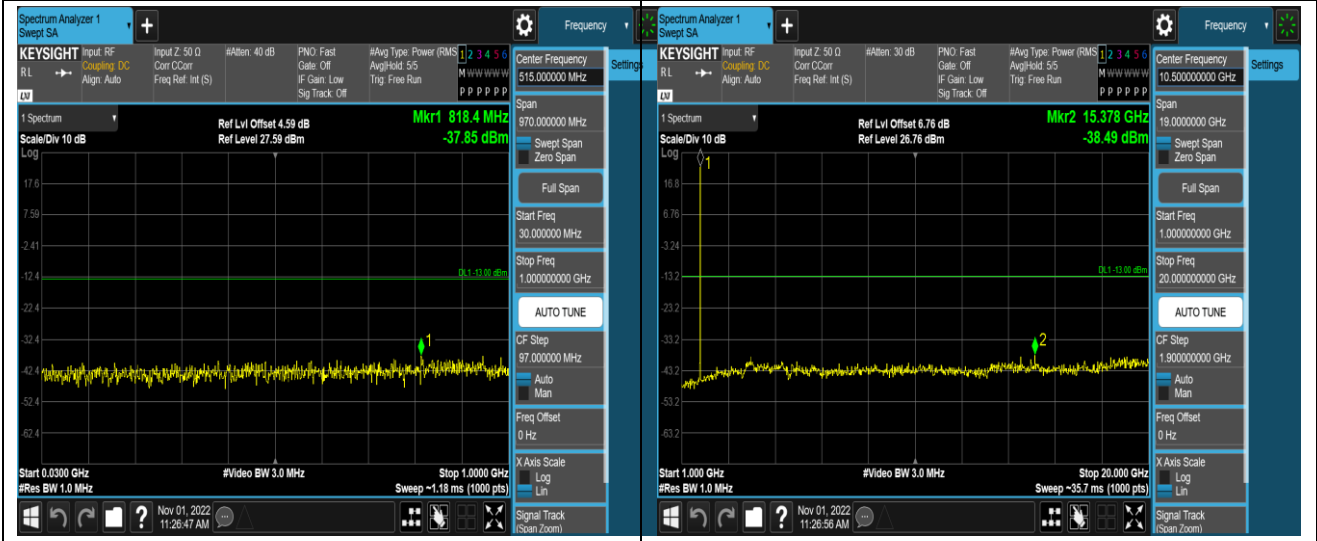 Spectrum Analyzer 1
Swept SA
+
Frequency
KEYSIGHT
Input: RF
Coupling: DC
Align: Auto
Input Z: 50 Ω
Corr CCorr
Freq Ref: Int (S)
#Atten: 40 dB
PNO: Fast
Gate: Off
IF Gain: Low
Sig Track: Off
#Avg Type: Power (RMS
Avg|Hold: 5/5
Trig: Free Run
1 2 3 4 5 6
M W W W W W
P P P P P P
RL
LXI
Center Frequency
515.000000 MHz
Settings
Span
970.000000 MHz
Swept Span
Zero Span
Full Span
Start Freq
30.000000 MHz
Stop Freq
1.000000000 GHz
AUTO TUNE
CF Step
97.000000 MHz
Auto
Man
Freq Offset
0 Hz
X Axis Scale
Log
Lin
Signal Track
(Span Zoom)
1 Spectrum
Scale/Div 10 dB
Log
Ref Lvl Offset 4.59 dB
Ref Level 27.59 dBm
Mkr1 818.4 MHz
-37.85 dBm
17.6
7.59
-2.41
-12.4
DL1 -13.00 dBm
-22.4
-32.4
1
-42.4
-52.4
-62.4
Start 0.0300 GHz
#Video BW 3.0 MHz
Stop 1.0000 GHz
#Res BW 1.0 MHz
Sweep ~1.18 ms (1000 pts)
?
Nov 01, 2022
11:26:47 AM
Spectrum Analyzer 1
Swept SA
+
Frequency
KEYSIGHT
Input: RF
Coupling: DC
Align: Auto
Input Z: 50 Ω
Corr CCorr
Freq Ref: Int (S)
#Atten: 30 dB
PNO: Fast
Gate: Off
IF Gain: Low
Sig Track: Off
#Avg Type: Power (RMS
Avg|Hold: 5/5
Trig: Free Run
1 2 3 4 5 6
M W W W W W
P P P P P P
RL
LXI
Center Frequency
10.500000000 GHz
Settings
Span
19.0000000 GHz
Swept Span
Zero Span
Full Span
Start Freq
1.000000000 GHz
Stop Freq
20.000000000 GHz
AUTO TUNE
CF Step
1.900000000 GHz
Auto
Man
Freq Offset
0 Hz
X Axis Scale
Log
Lin
Signal Track
(Span Zoom)
1 Spectrum
Scale/Div 10 dB
Log
Ref Lvl Offset 6.76 dB
Ref Level 26.76 dBm
Mkr2 15.378 GHz
-38.49 dBm
1
16.8
6.76
-3.24
-13.2
DL1 -13.00 dBm
-23.2
-33.2
2
-43.2
-53.2
-63.2
Start 1.000 GHz
#Video BW 3.0 MHz
Stop 20.000 GHz
#Res BW 1.0 MHz
Sweep ~35.7 ms (1000 pts)
?
Nov 01, 2022
11:26:56 AM